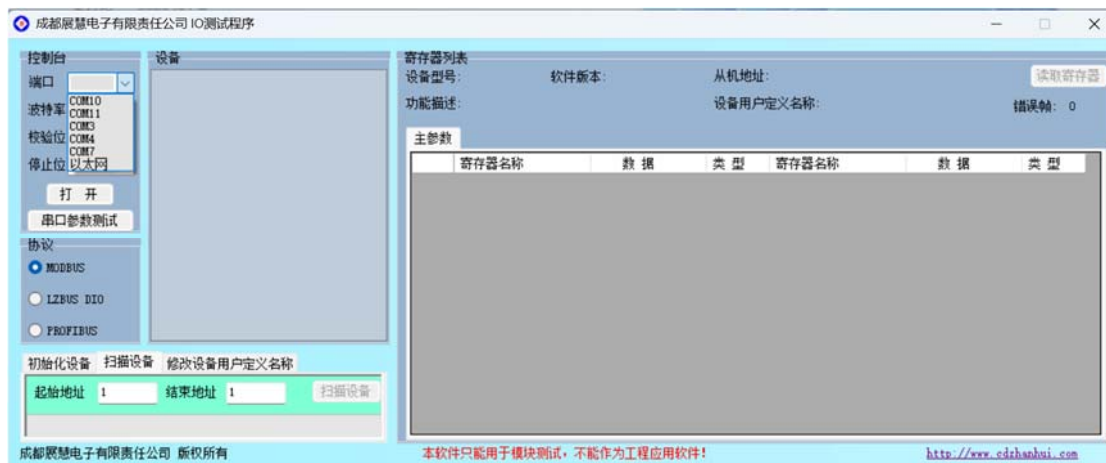 成都展慧电子有限责任公司 IO测试程序
控制台
端口
COM10
COM11
COM3
COM4
COM7
以太网
波特率
校验位
停止位
打 开
串口参数测试
协议
MODBUS
LZBUS DIO
PROFIBUS
设备
初始化设备 扫描设备 修改设备用户定义名称
起始地址 1 结束地址 1 扫描设备
寄存器列表
设备型号: 软件版本: 从机地址: 读取寄存器
功能描述: 设备用户定义名称: 错误帧: 0
主参数
寄存器名称 数 据 类 型 寄存器名称 数 据 类 型
成都展慧电子有限责任公司 版权所有 本软件只能用于模块测试，不能作为工程应用软件! http://www.cdzhanhui.com